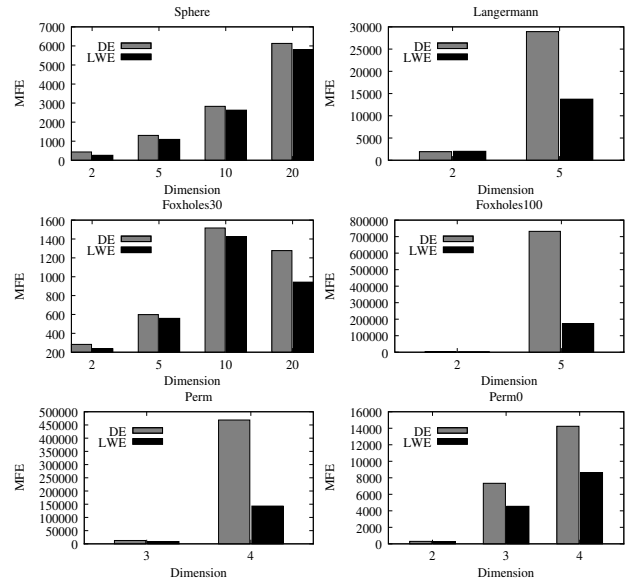 Sphere
7000
6000
5000
4000
3000
2000
1000
0
MFE
DE
LWE
2 5 10 20
Dimension
Langermann
30000
25000
20000
15000
10000
5000
0
MFE
DE
LWE
2 5
Dimension
Foxholes30
1600
1400
1200
1000
800
600
400
200
MFE
DE
LWE
2 5 10 20
Dimension
Foxholes100
800000
700000
600000
500000
400000
300000
200000
100000
0
MFE
DE
LWE
2 5
Dimension
Perm
500000
450000
400000
350000
300000
250000
200000
150000
100000
50000
0
MFE
DE
LWE
3 4
Dimension
Perm0
16000
14000
12000
10000
8000
6000
4000
2000
0
MFE
DE
LWE
2 3 4
Dimension